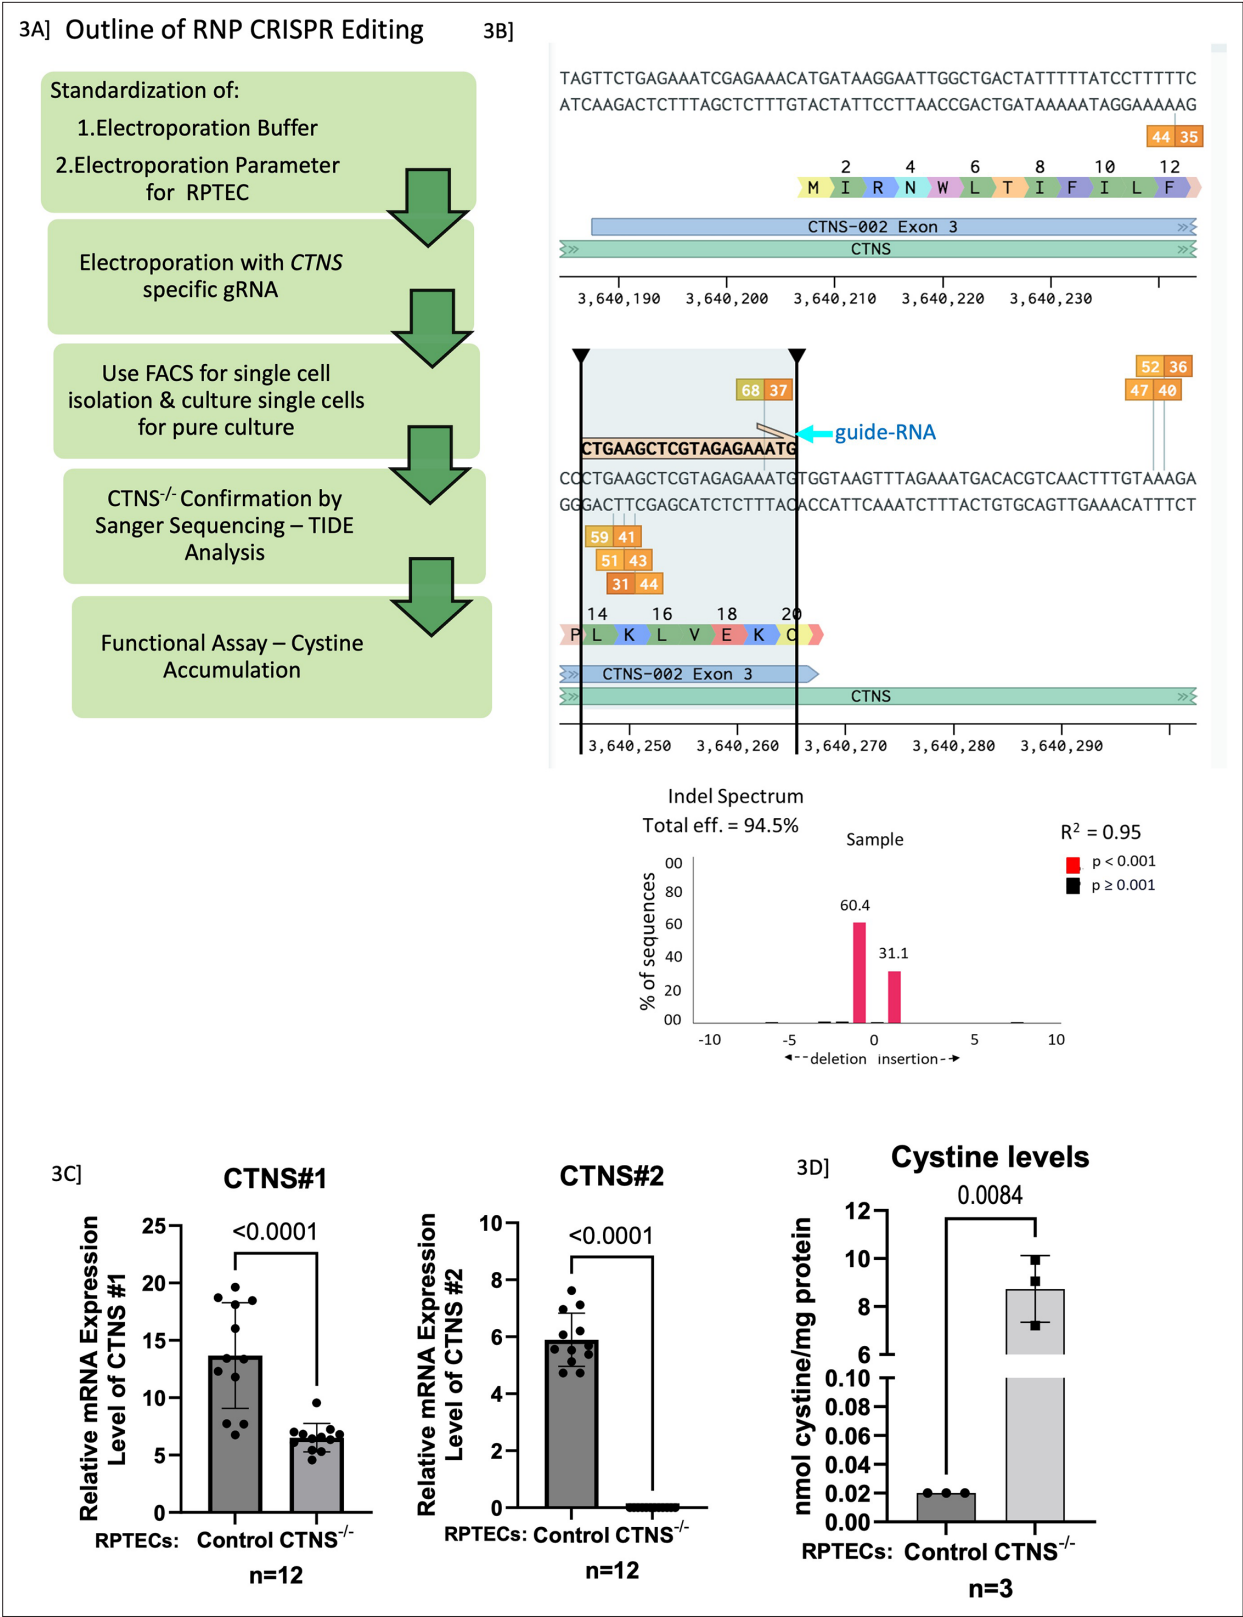 3A] Outline of RNP CRISPR Editing
Standardization of:
1.Electroporation Buffer
2.Electroporation Parameter
for RPTEC
Electroporation with CTNS
specific gRNA
Use FACS for single cell
isolation & culture single cells
for pure culture
CTNS-/- Confirmation by
Sanger Sequencing – TIDE
Analysis
Functional Assay – Cystine
Accumulation
3B]
TAGTTCTGAGAAATCGAGAAACATGATAAGGAATTGGCTGACTATTTTTATCCTTTTTC
ATCAAGACTCTTTAGCTCTTTGTACTATTCCTTAACCGACTGATAAAAATAGGAAAAAG
44 35
2 4 6 8 10 12
M I R N W L T I F I L F
CTNS-002 Exon 3
CTNS
3,640,190 3,640,200 3,640,210 3,640,220 3,640,230
52 36
68 37 47 40
guide-RNA
CTGAAGCTCGTAGAGAAATG
CCCTGAAGCTCGTAGAGAAATGTGGTAAGTTTAGAAATGACACGTCAACTTTGTAAAGA
GGGACTTCGAGCATCTCTTTACACCATTCAAATCTTTACTGTGCAGTTGAAACATTTCT
59 41
51 43
31 44
14 16 18 20
P L K L V E K C
CTNS-002 Exon 3
CTNS
3,640,250 3,640,260 3,640,270 3,640,280 3,640,290
Indel Spectrum
Total eff. = 94.5%
Sample
R2 = 0.95
p < 0.001
p ≥ 0.001
% of sequences
00
80
60
40
20
00
60.4
31.1
-10 -5 0 5 10
deletion insertion
3C]
CTNS#1
<0.0001
Relative mRNA Expression
Level of CTNS #1
25
20
15
10
5
0
RPTECs: Control CTNS-/-
n=12
CTNS#2
<0.0001
Relative mRNA Expression
Level of CTNS #2
10
8
6
4
2
0
RPTECs: Control CTNS-/-
n=12
3D]
Cystine levels
0.0084
nmol cystine/mg protein
12
10
8
6
0.10
0.08
0.06
0.04
0.02
0.00
RPTECs: Control CTNS-/-
n=3